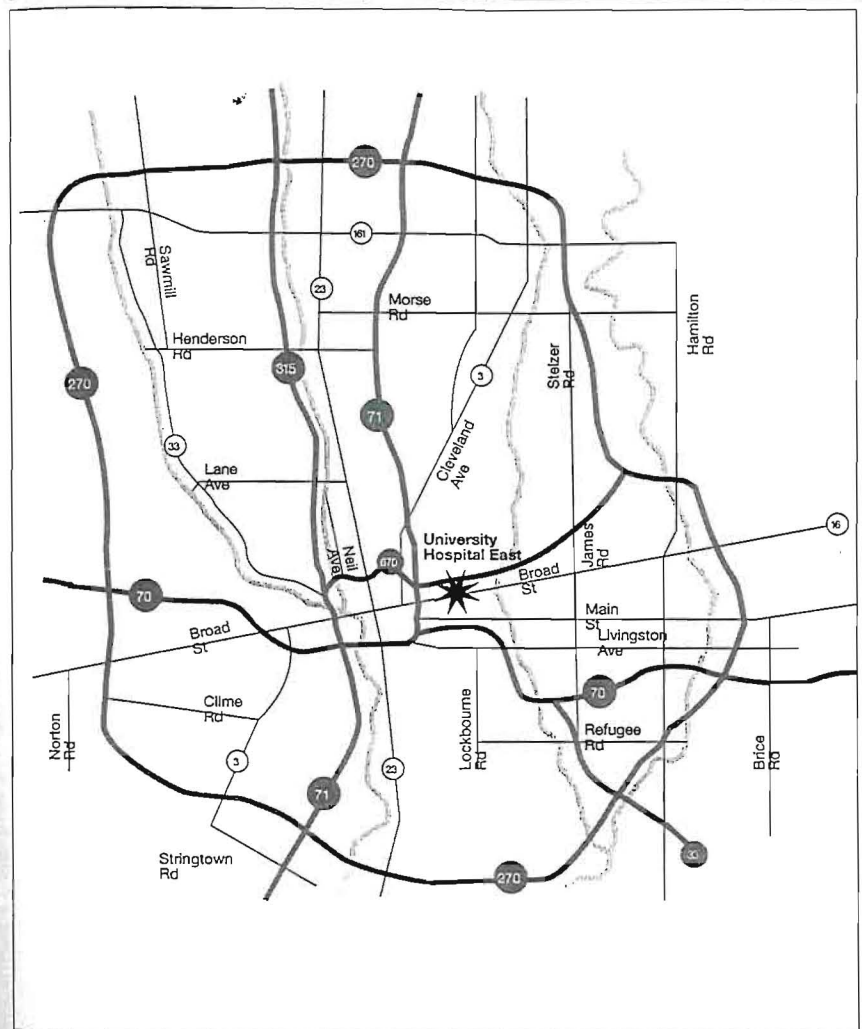 270
161
Sawmill
Rd
23
Morse
Rd
Hamilton
Rd
Henderson
Rd
315
270
Stelzer
Rd
3
71
Cleveland
Ave
33
Lane
Ave
16
University
Hospital East
Neil
Ave
670
James
Rd
Broad
St
70
Main
St
Broad
St
Livingston
Ave
70
Clime
Rd
Norton
Rd
Lockbourne
Rd
Refugee
Rd
Brice
Rd
3
23
71
33
Stringtown
Rd
270